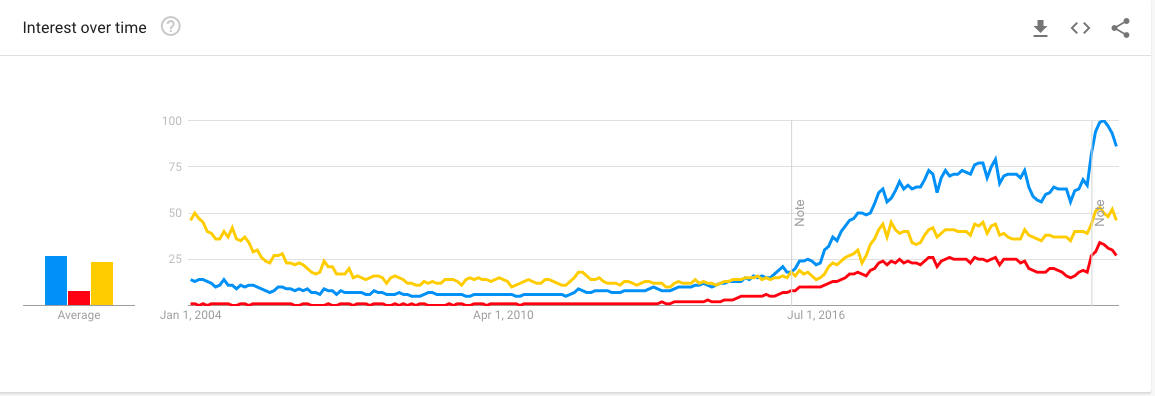 Interest over time
100
75
50
25
Note
Note
Average
Jan 1, 2004
Apr 1, 2010
Jul 1, 2016